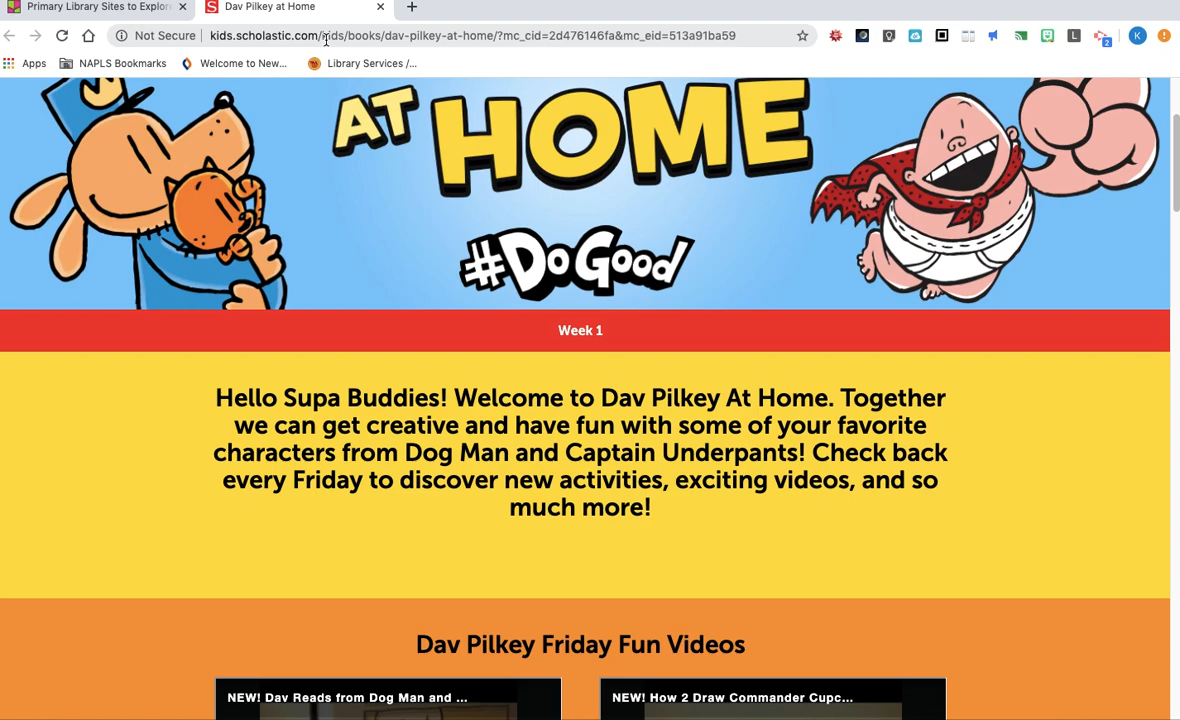 Primary Library Sites to Explor
Dav Pilkey at Home
Not Secure
kids.scholastic.com/kids/books/dav-pilkey-at-home/?mc_cid=2d476146fa&mc_eid=513a91ba59
2
K
L
Apps
NAPLS Bookmarks
Welcome to New...
Library Services /...
AT HOME
#DoGood
Week 1
Hello Supa Buddies! Welcome to Dav Pilkey At Home. Together
we can get creative and have fun with some of your favorite
characters from Dog Man and Captain Underpants! Check back
every Friday to discover new activities, exciting videos, and so
much more!
Dav Pilkey Friday Fun Videos
NEW! Dav Reads from Dog Man and ...
NEW! How 2 Draw Commander Cupc...